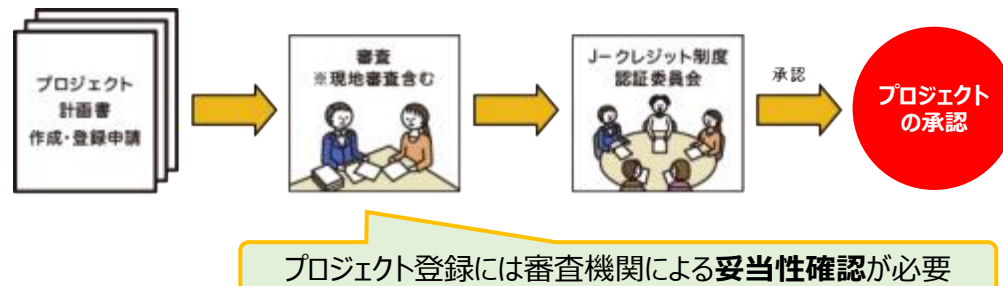 プロジェクト
計画書
作成・登録申請
審査
※現地審査含む
J－クレジット制度
認証委員会
承認
プロジェクト
の承認
プロジェクト登録には審査機関による妥当性確認が必要